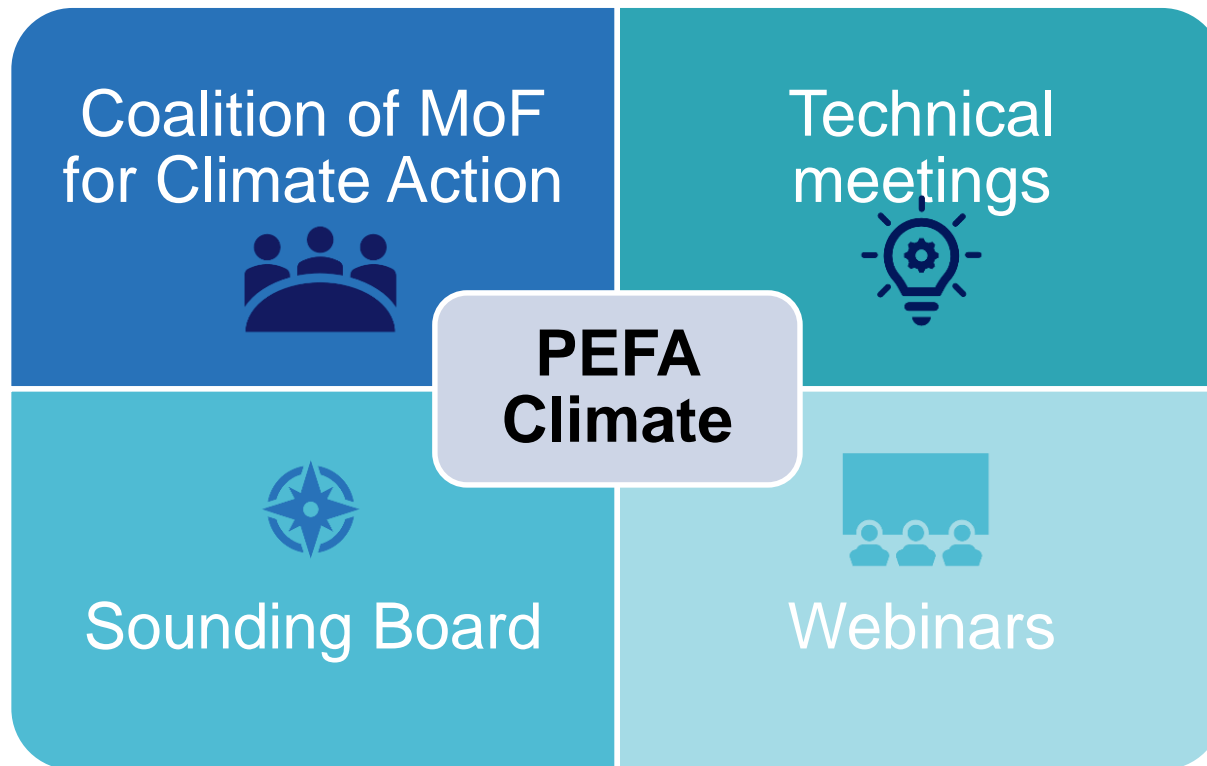 Coalition of MoF
for Climate Action
Technical
meetings
PEFA
Climate
Sounding Board
Webinars